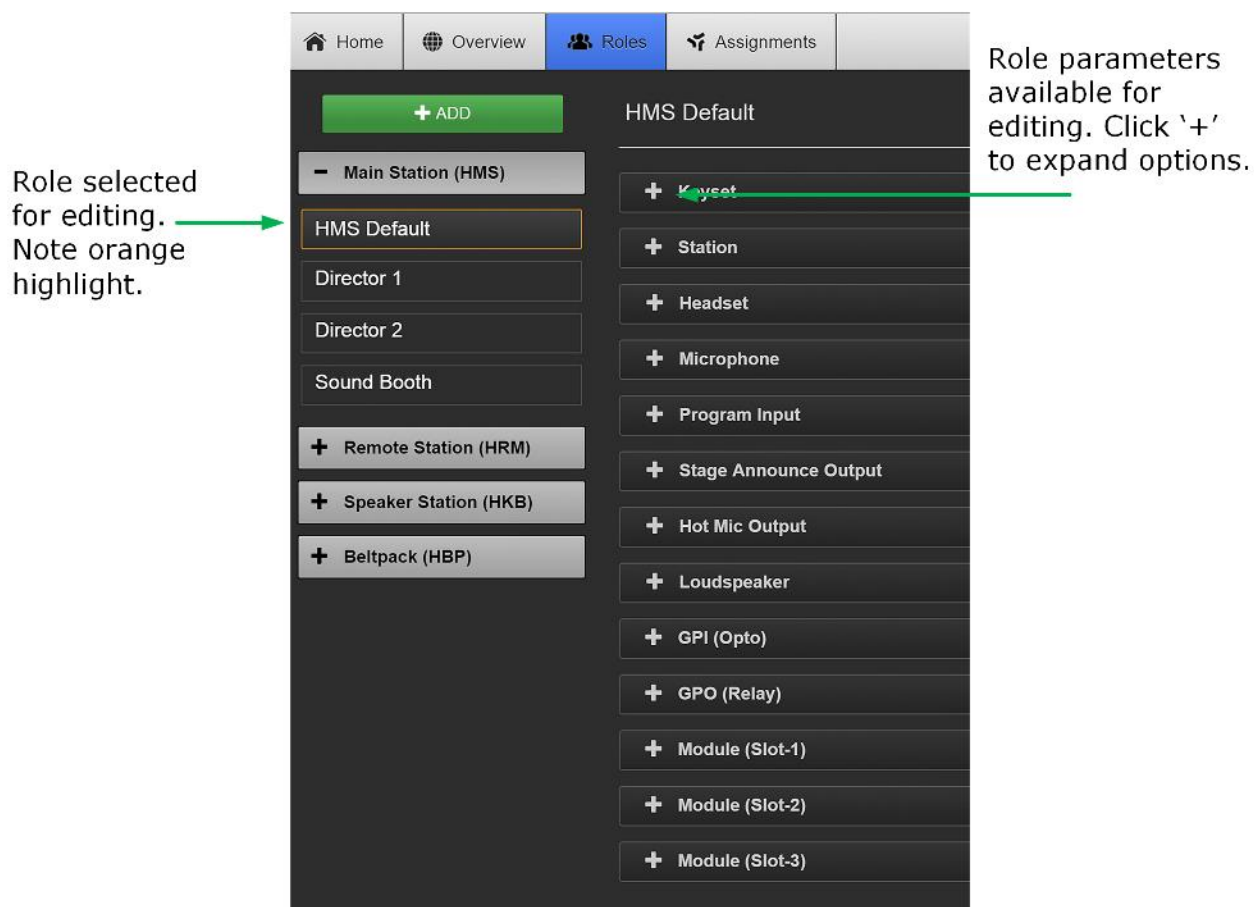 Home
Overview
Roles
Assignments
Role parameters
available for
editing. Click ‘+’
to expand options.
Role selected
for editing.
Note orange
highlight.
+ ADD
− Main Station (HMS)
HMS Default
Director 1
Director 2
Sound Booth
+ Remote Station (HRM)
+ Speaker Station (HKB)
+ Beltpack (HBP)
HMS Default
+ Keyset
+ Station
+ Headset
+ Microphone
+ Program Input
+ Stage Announce Output
+ Hot Mic Output
+ Loudspeaker
+ GPI (Opto)
+ GPO (Relay)
+ Module (Slot-1)
+ Module (Slot-2)
+ Module (Slot-3)